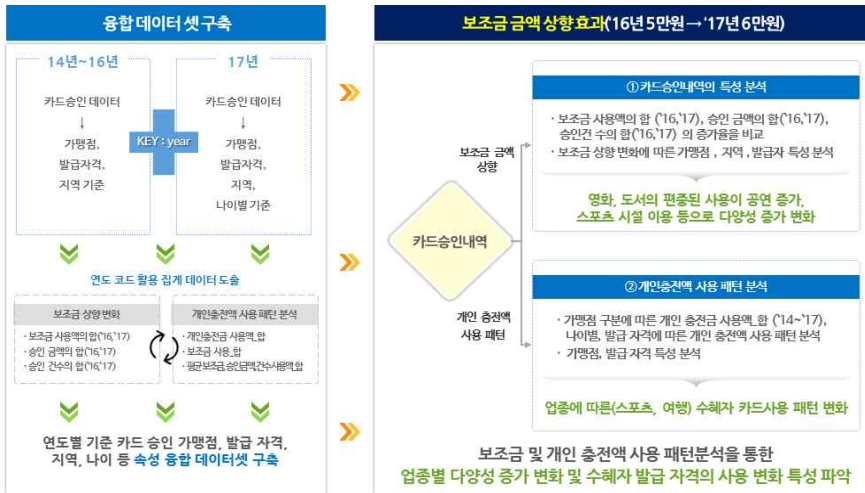 융합 데이터 셋 구축
14년~16년
카드승인 데이터
↓
가맹점,
발급자격,
지역 기준
KEY : year
17년
카드승인 데이터
↓
가맹점,
발급자격,
지역,
나이별 기준
연도 코드 활용 집계 데이터 도출
보조금 상향 변화
· 보조금 사용액의 합('16,'17)
· 승인 금액의 합('16,'17)
· 승인 건수의 합('16,'17)
개인충전액 사용 패턴 분석
· 개인충전금 사용액_합
· 보조금 사용_합
· 평균보조금,승인금액,건수사용액_합
연도별 기준 카드 승인 가맹점, 발급 자격,
지역, 나이 등 속성 융합 데이터셋 구축
보조금 금액 상향 효과('16년 5만원→'17년 6만원)
카드승인내역
보조금 금액
상향
① 카드승인내역의 특성 분석
· 보조금 사용액의 합 ('16,'17), 승인 금액의 합('16,'17),
승인건 수의 합('16,'17) 의 증가율을 비교
· 보조금 상향 변화에 따른 가맹점 , 지역 , 발급자 특성 분석
영화, 도서의 편중된 사용이 공연 증가,
스포츠 시설 이용 등으로 다양성 증가 변화
개인 충전액
사용 패턴
② 개인충전액 사용 패턴 분석
· 가맹점 구분에 따른 개인 충전금 사용액_합 ('14~'17),
나이별, 발급 자격에 따른 개인 충전액 사용 패턴 분석
· 가맹점, 발급 자격 특성 분석
업종에 따른(스포츠, 여행) 수혜자 카드사용 패턴 변화
보조금 및 개인 충전액 사용 패턴분석을 통한
업종별 다양성 증가 변화 및 수혜자 발급 자격의 사용 변화 특성 파악